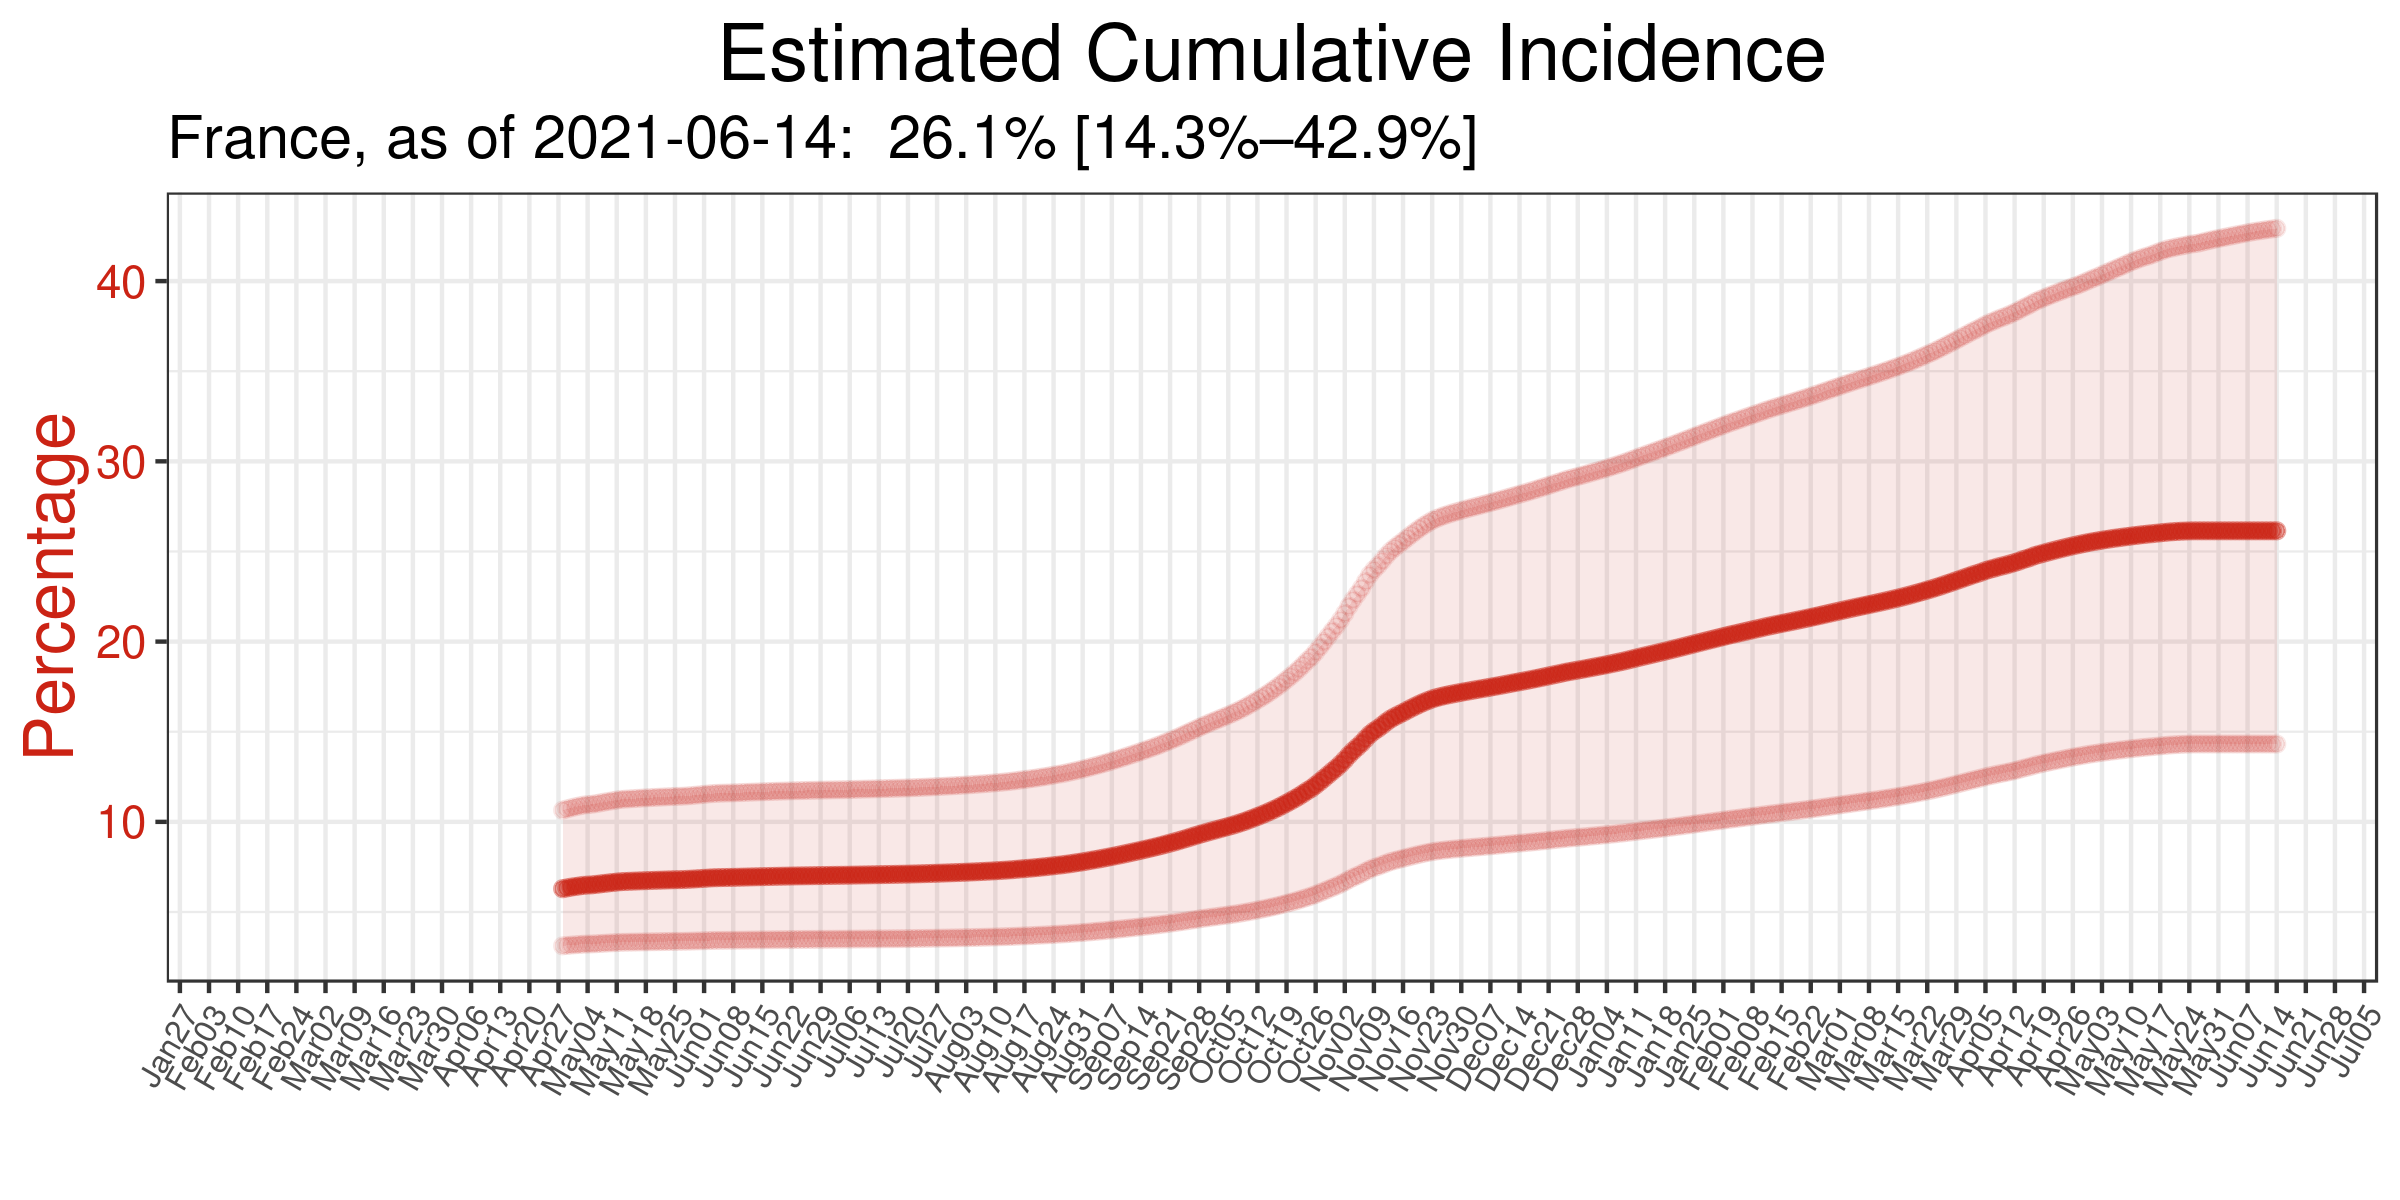 Estimated Cumulative Incidence
France, as of 2021-06-14:  26.1% [14.3%–42.9%]
Percentage
40
30
20
10
Jan27
Feb03
Feb10
Feb17
Feb24
Mar02
Mar09
Mar16
Mar23
Mar30
Apr06
Apr13
Apr20
Apr27
May04
May11
May18
May25
Jun01
Jun08
Jun15
Jun22
Jun29
Jul06
Jul13
Jul20
Jul27
Aug03
Aug10
Aug17
Aug24
Aug31
Sep07
Sep14
Sep21
Sep28
Oct05
Oct12
Oct19
Oct26
Nov02
Nov09
Nov16
Nov23
Nov30
Dec07
Dec14
Dec21
Dec28
Jan04
Jan11
Jan18
Jan25
Feb01
Feb08
Feb15
Feb22
Mar01
Mar08
Mar15
Mar22
Mar29
Apr05
Apr12
Apr19
Apr26
May03
May10
May17
May24
May31
Jun07
Jun14
Jun21
Jun28
Jul05